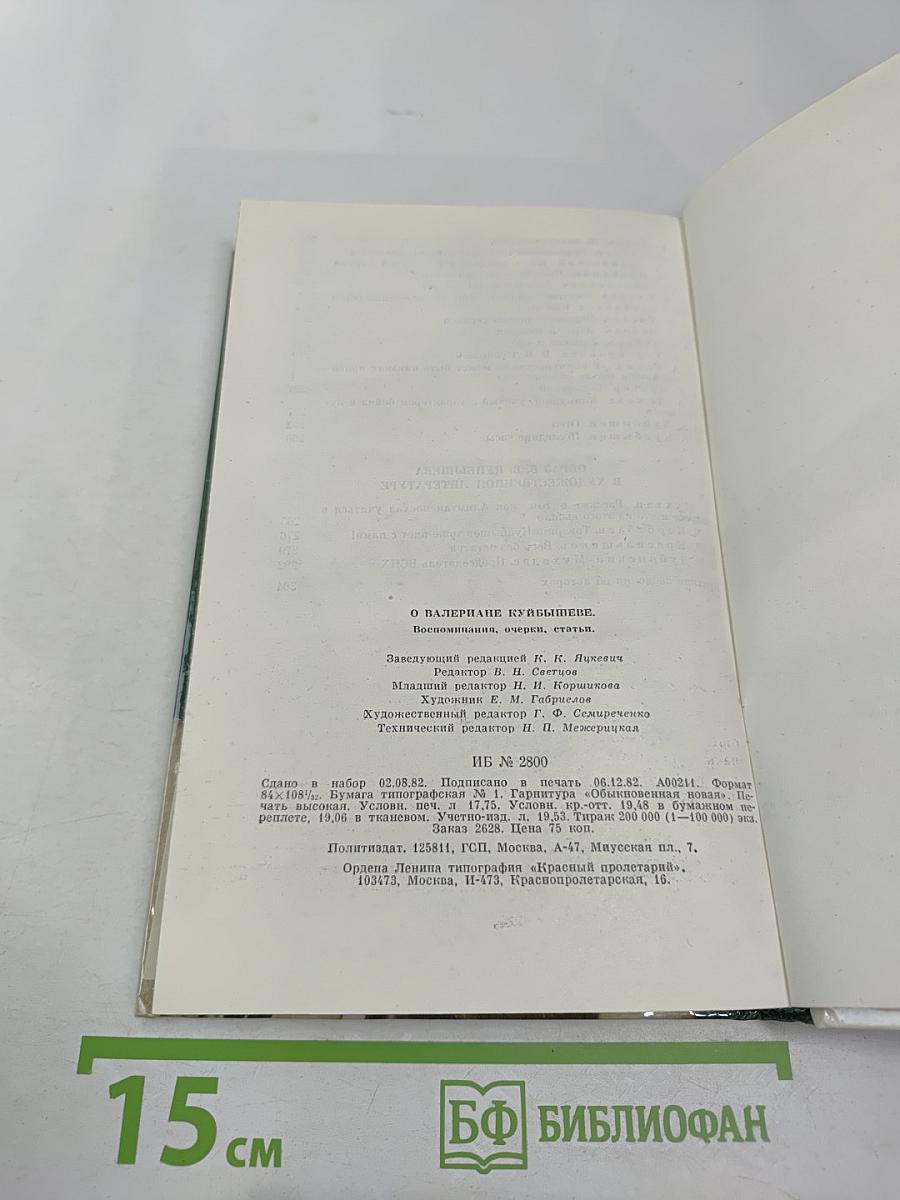 О ВАЛЕРИАНЕ КУЙБЫШЕВЕ.
Воспоминания, очерки, статьи.
Заведующий редакцией К. К. Яцкевич
Редактор В. Н. Светцов
Младший редактор Н. И. Коршикова
Художник Е. М. Габриелов
Художественный редактор Г. Ф. Семиреченко
Технический редактор Н. П. Межерицкая
ИБ № 2800
Сдано в набор 02.08.82. Подписано в печать 06.12.82. А00211. Формат
84×108¹/₃₂. Бумага типографская № 1. Гарнитура «Обыкновенная новая». Пе-
чать высокая. Условн. печ. л 17,75. Условн. кр.-отт. 19,48 в бумажном пе-
реплете, 19,06 в тканевом. Учетно-изд. л. 19,53. Тираж 200 000 (1—100 000) экз.
Заказ 2628. Цена 75 коп.
Политиздат. 125811, ГСП, Москва, А-47, Миусская пл., 7.
Ордена Ленина типография «Красный пролетарий».
103473, Москва, И-473, Краснопролетарская, 16.
15 см
БФ БИБЛИОФАН